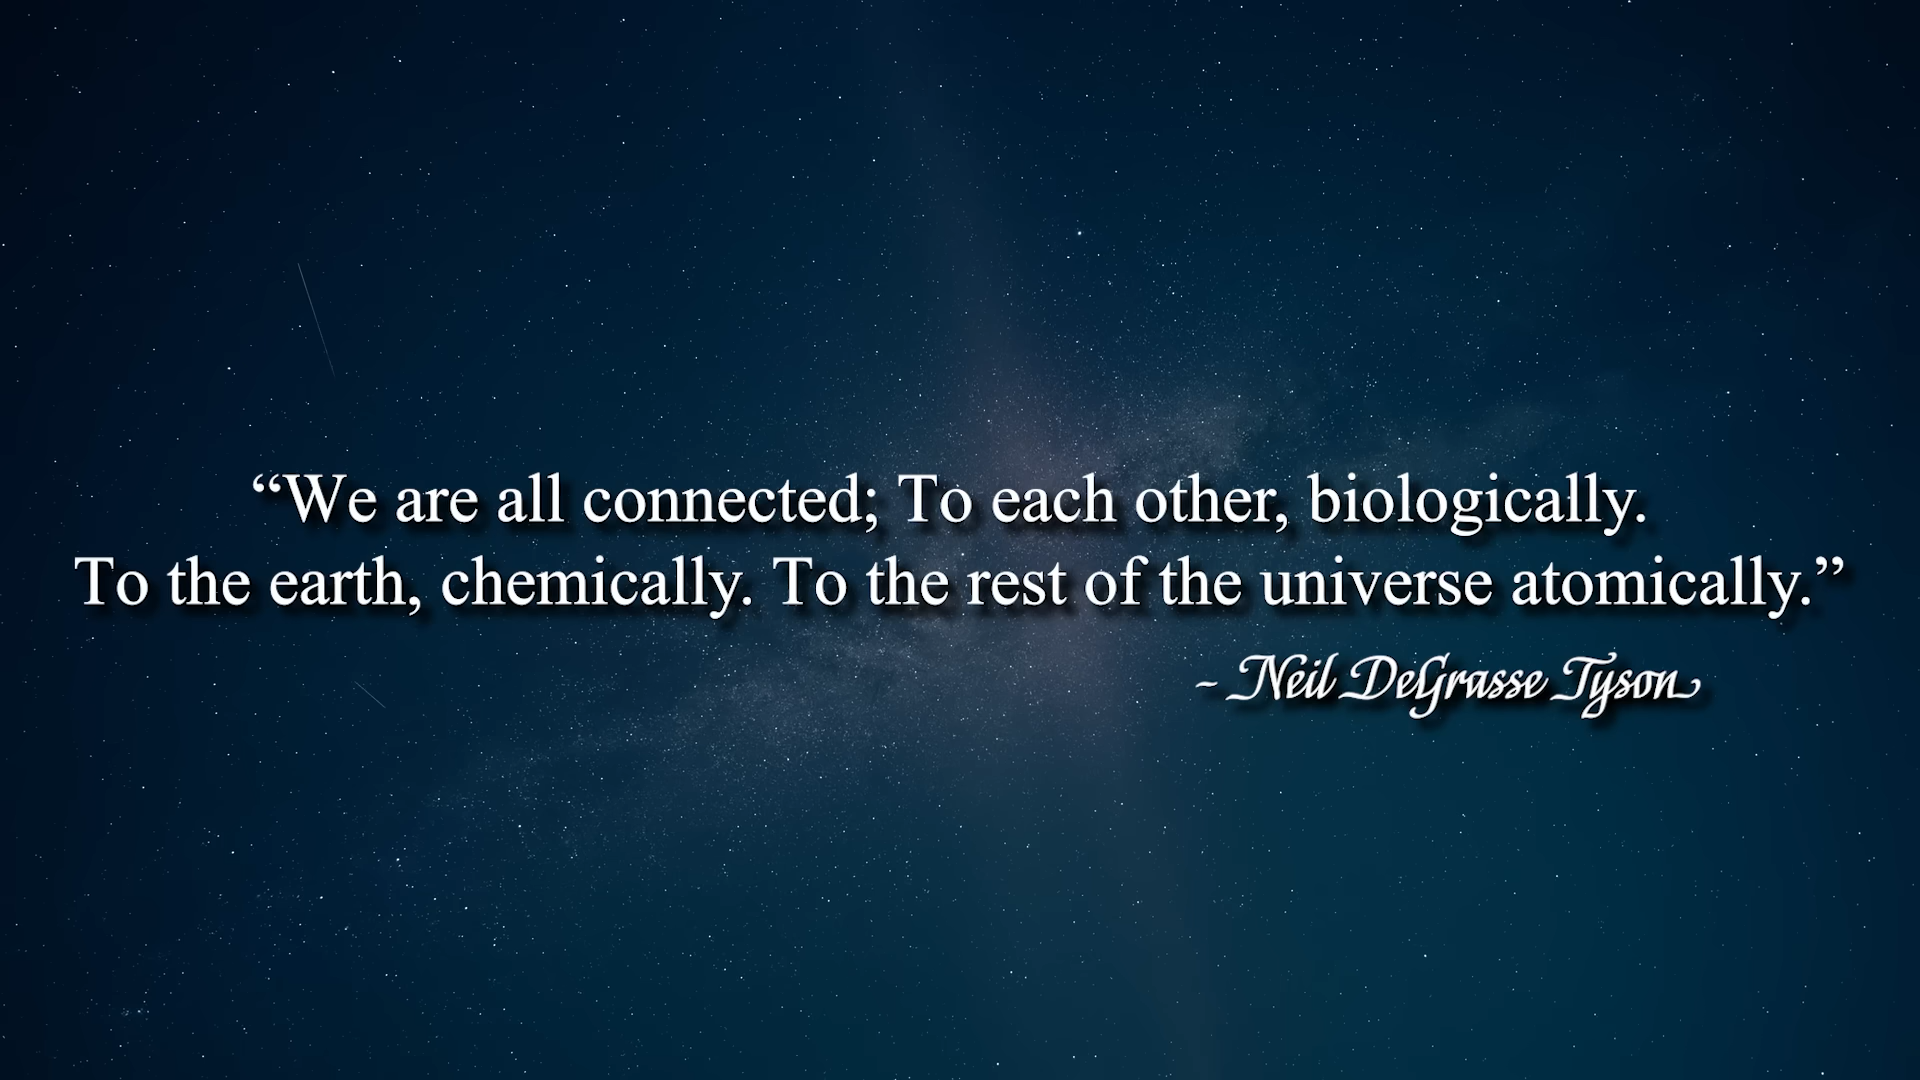 “We are all connected; To each other, biologically.
To the earth, chemically. To the rest of the universe atomically.”
- Neil DeGrasse Tyson